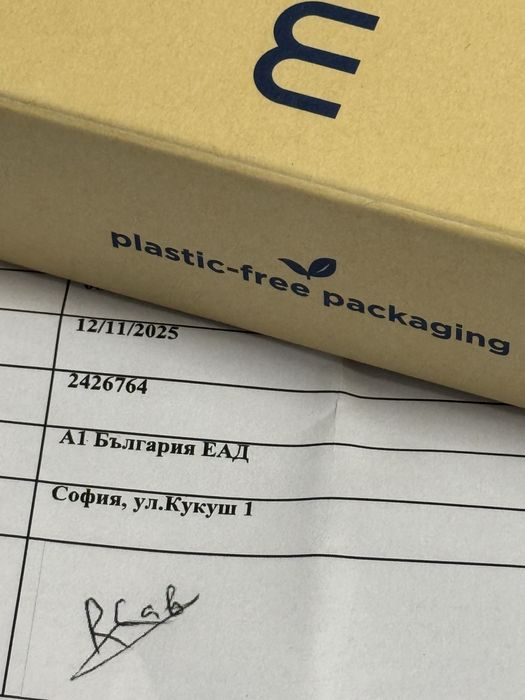 plastic-free packaging
12/11/2025
2426764
А1 България ЕАД
София, ул.Кукуш 1